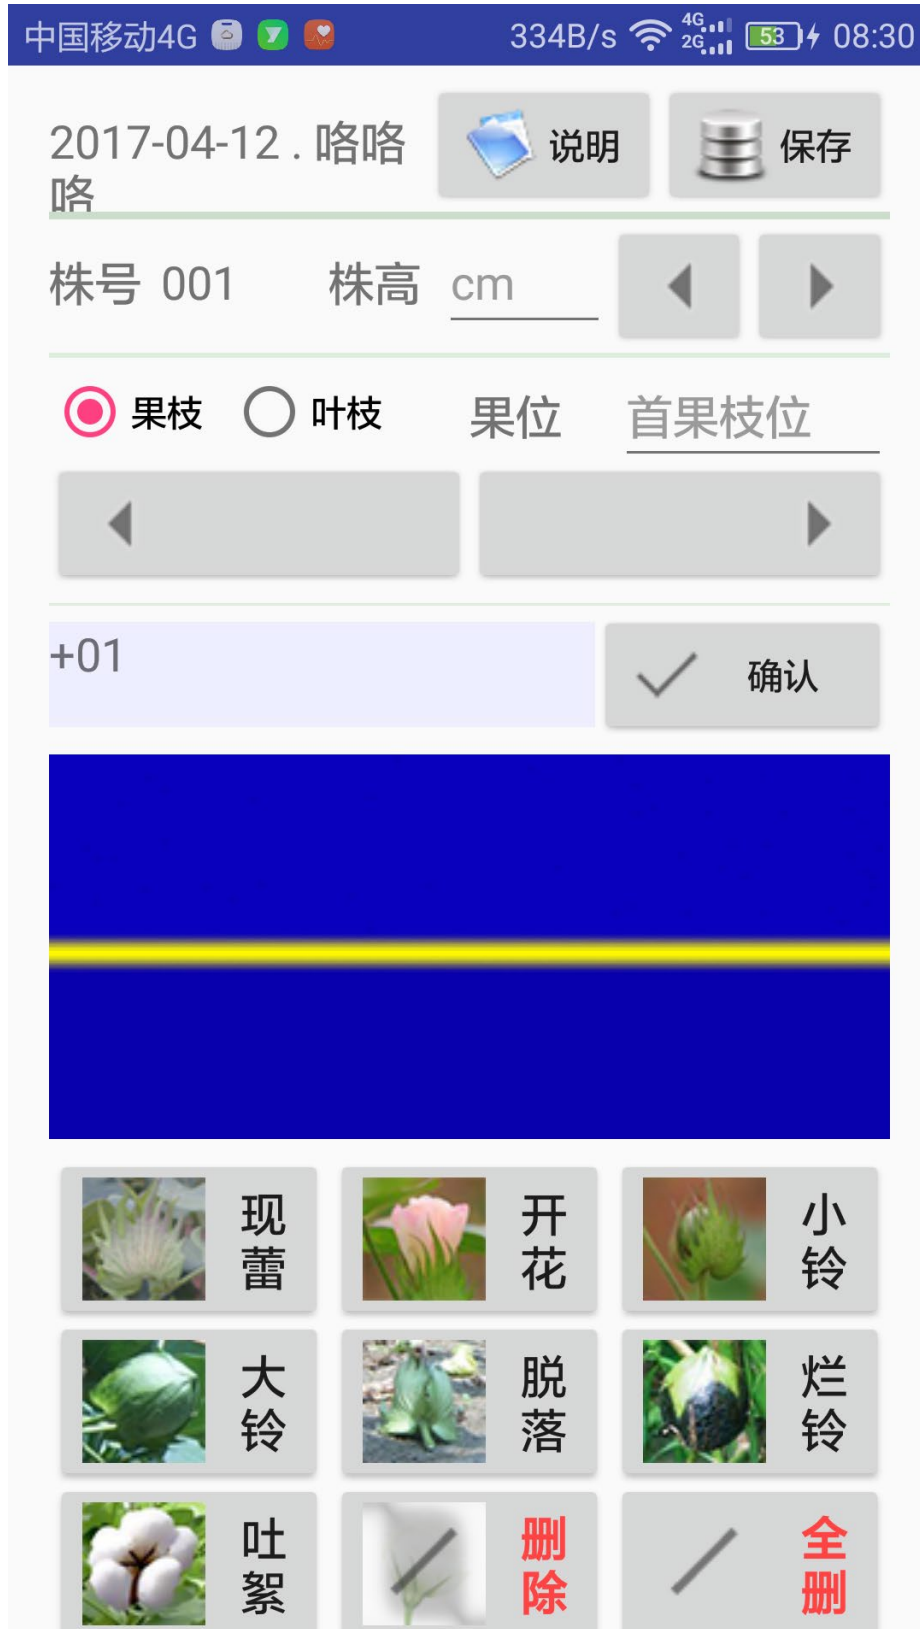 中国移动4G 334B/s 4G 2G 53 08:30
2017-04-12 . 咯咯
咯
说明
保存
株号 001 株高 cm
果枝 叶枝 果位 首果枝位
+01
确认
现
蕾
开
花
小
铃
大
铃
脱
落
烂
铃
吐
絮
删
除
全
删